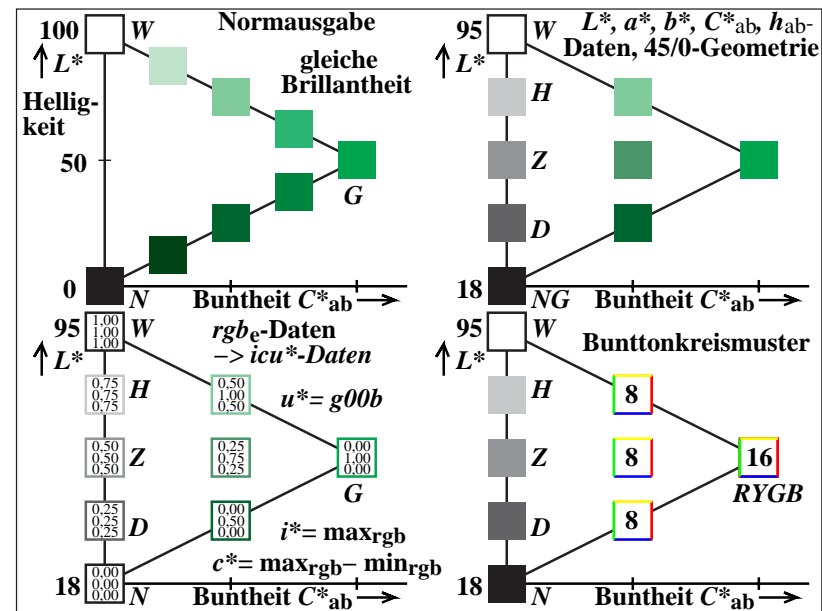 100 W Normausgabe
L*
gleiche
Brillantheit
Hellig-
keit
50
G
0 N Buntheit C*ab
95 W L*, a*, b*, C*ab, hab-
Daten, 45/0-Geometrie
L*
H
Z
D
18 NG Buntheit C*ab
95 1,00 1,00 1,00 W rgbe-Daten
L* –> icu*-Daten
0,75 0,75 0,75 H 0,50 1,00 0,50 u*= g00b
0,50 0,50 0,50 Z 0,25 0,75 0,25 0,00 1,00 0,00
G
0,25 0,25 0,25 D 0,00 0,50 0,00 i*= maxrgb
c*= maxrgb– minrgb
18 0,00 0,00 0,00 N Buntheit C*ab
95 W Bunttonkreismuster
L*
H 8
Z 8 16
RYGB
D 8
18 N Buntheit C*ab